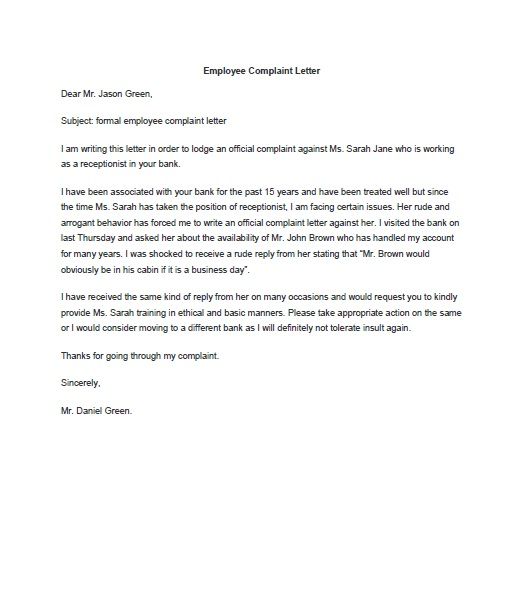 Employee Complaint Letter
Dear Mr. Jason Green,
Subject: formal employee complaint letter
I am writing this letter in order to lodge an official complaint against Ms. Sarah Jane who is working
as a receptionist in your bank.
I have been associated with your bank for the past 15 years and have been treated well but since
the time Ms. Sarah has taken the position of receptionist, I am facing certain issues. Her rude and
arrogant behavior has forced me to write an official complaint letter against her. I visited the bank on
last Thursday and asked her about the availability of Mr. John Brown who has handled my account
for many years. I was shocked to receive a rude reply from her stating that “Mr. Brown would
obviously be in his cabin if it is a business day”.
I have received the same kind of reply from her on many occasions and would request you to kindly
provide Ms. Sarah training in ethical and basic manners. Please take appropriate action on the same
or I would consider moving to a different bank as I will definitely not tolerate insult again.
Thanks for going through my complaint.
Sincerely,
Mr. Daniel Green.